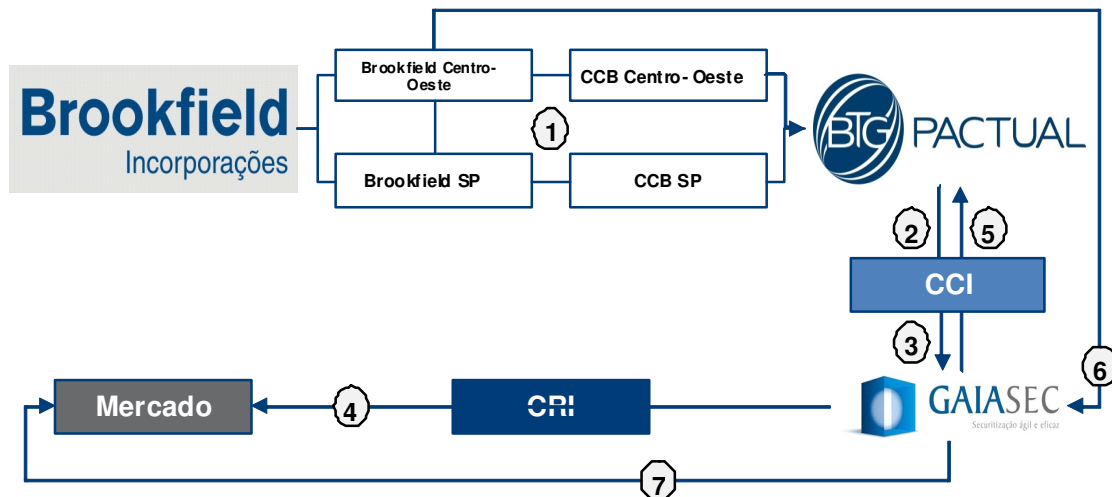 Brookfield
Incorporações
Brookfield Centro-
Oeste
CCB Centro- Oeste
1
Brookfield SP
CCB SP
BTG PACTUAL
2
5
CCI
3
6
Mercado
4
CRI
GAIASEC
Securitização ágil e eficaz
7